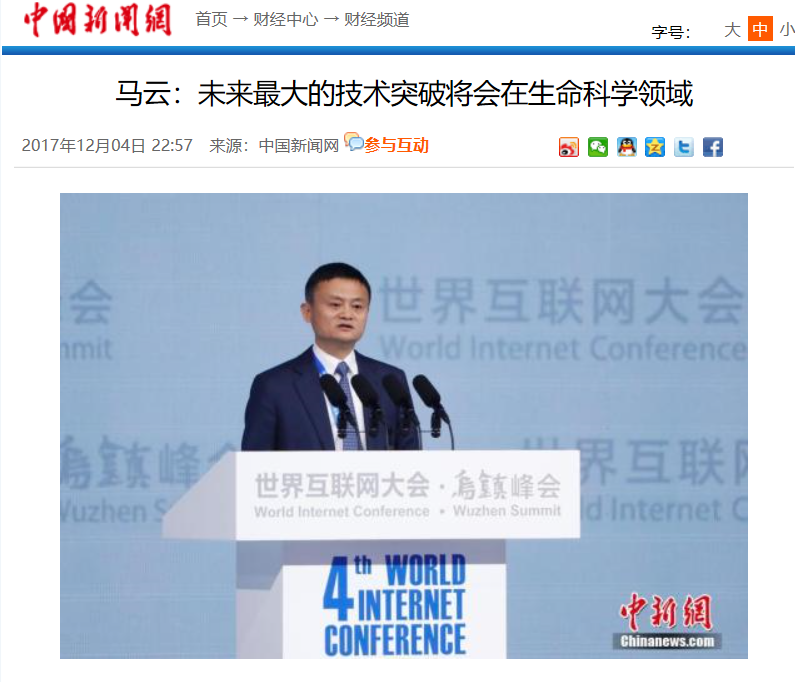 中國新聞網
首页 → 财经中心 → 财经频道
字号： 大 中 小
马云：未来最大的技术突破将会在生命科学领域
2017年12月04日 22:57 来源：中国新闻网 参与互动
会
世界互联网大会
mmit
World Internet Conference
乌镇峰会
世界互联网
Wuzhen S
ld Internet C
世界互联网大会·乌镇峰会
World Internet Conference • Wuzhen Summit
4th WORLD
INTERNET
CONFERENCE
中新網
Chinanews.com